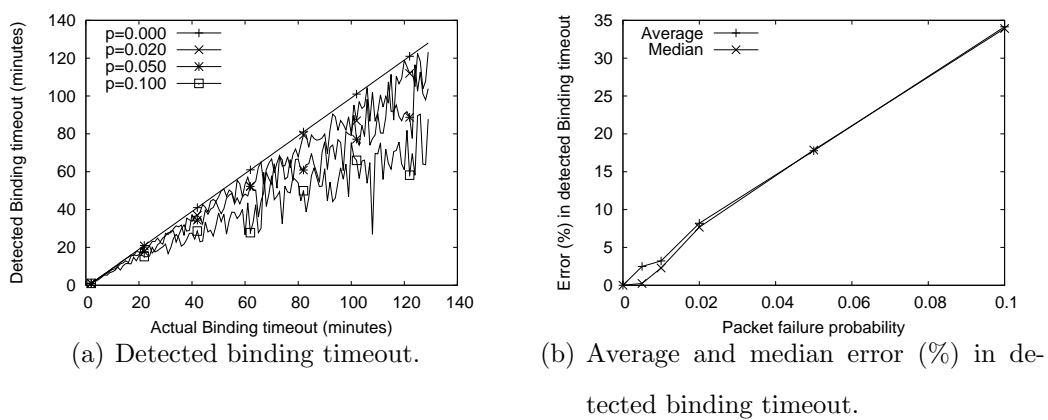 Detected Binding timeout (minutes)
140
120
100
80
60
40
20
0
p=0.000
p=0.020
p=0.050
p=0.100
0 20 40 60 80 100 120 140
Actual Binding timeout (minutes)
(a) Detected binding timeout.
Error (%) in detected Binding timeout
35
30
25
20
15
10
5
0
Average
Median
0 0.02 0.04 0.06 0.08 0.1
Packet failure probability
(b) Average and median error (%) in de-
tected binding timeout.